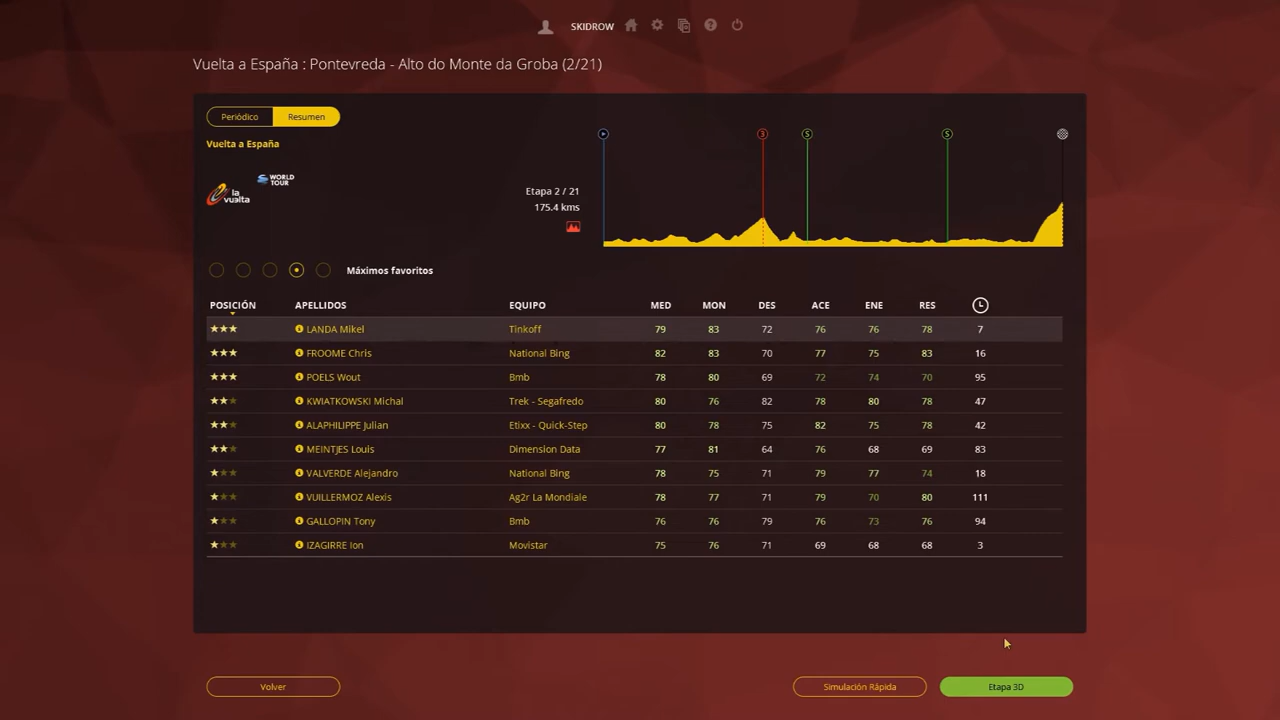 SKIDROW
Vuelta a España : Pontevreda - Alto do Monte da Groba (2/21)
Periódico Resumen
Vuelta a España
la vuelta
WORLD TOUR
3 S S
Etapa 2 / 21
175.4 kms
Máximos favoritos
POSICIÓN APELLIDOS EQUIPO MED MON DES ACE ENE RES
LANDA Mikel Tinkoff 79 83 72 76 76 78 7
FROOME Chris National Bing 82 83 70 77 75 83 16
POELS Wout Bmb 78 80 69 72 74 70 95
KWIATKOWSKI Michal Trek - Segafredo 80 76 82 78 80 78 47
ALAPHILIPPE Julian Etixx - Quick-Step 80 78 75 82 75 78 42
MEINTJES Louis Dimension Data 77 81 64 76 68 69 83
VALVERDE Alejandro National Bing 78 75 71 79 77 74 18
VUILLERMOZ Alexis Ag2r La Mondiale 78 77 71 79 70 80 111
GALLOPIN Tony Bmb 76 76 79 76 73 76 94
IZAGIRRE Ion Movistar 75 76 71 69 68 68 3
Volver Simulación Rápida Etapa 3D